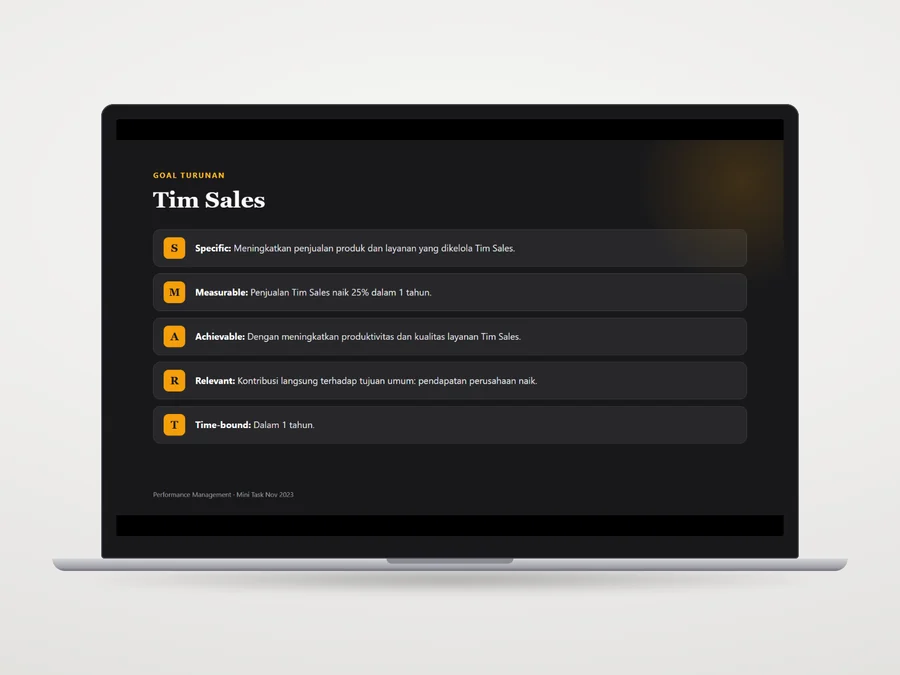 GOAL TURUNAN
Tim Sales
S Specific: Meningkatkan penjualan produk dan layanan yang dikelola Tim Sales.
M Measurable: Penjualan Tim Sales naik 25% dalam 1 tahun.
A Achievable: Dengan meningkatkan produktivitas dan kualitas layanan Tim Sales.
R Relevant: Kontribusi langsung terhadap tujuan umum: pendapatan perusahaan naik.
T Time-bound: Dalam 1 tahun.
Performance Management · Mini Task Nov 2023